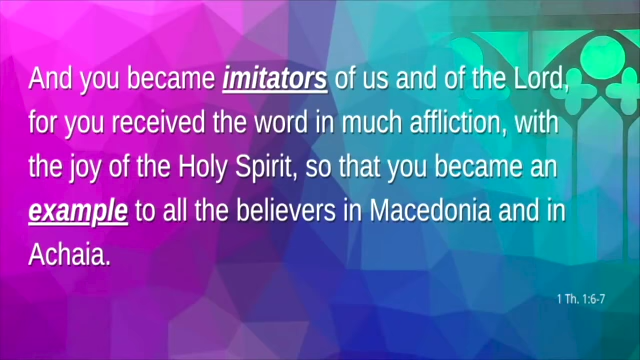 And you became imitators of us and of the Lord,
for you received the word in much affliction, with
the joy of the Holy Spirit, so that you became an
example to all the believers in Macedonia and in
Achaia.
1 Th. 1:6-7